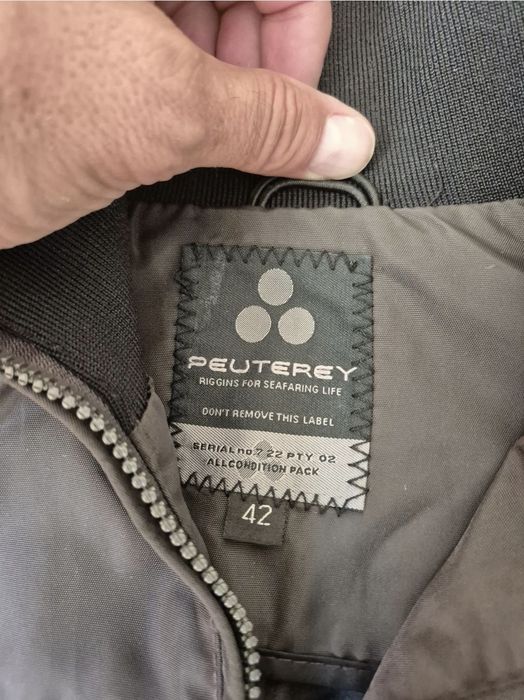 PEUTEREY
RIGGINS FOR SEAFARING LIFE
DON'T REMOVE THIS LABEL
SERIAL no.7 22 PTY 02
ALLCONDITION PACK
42